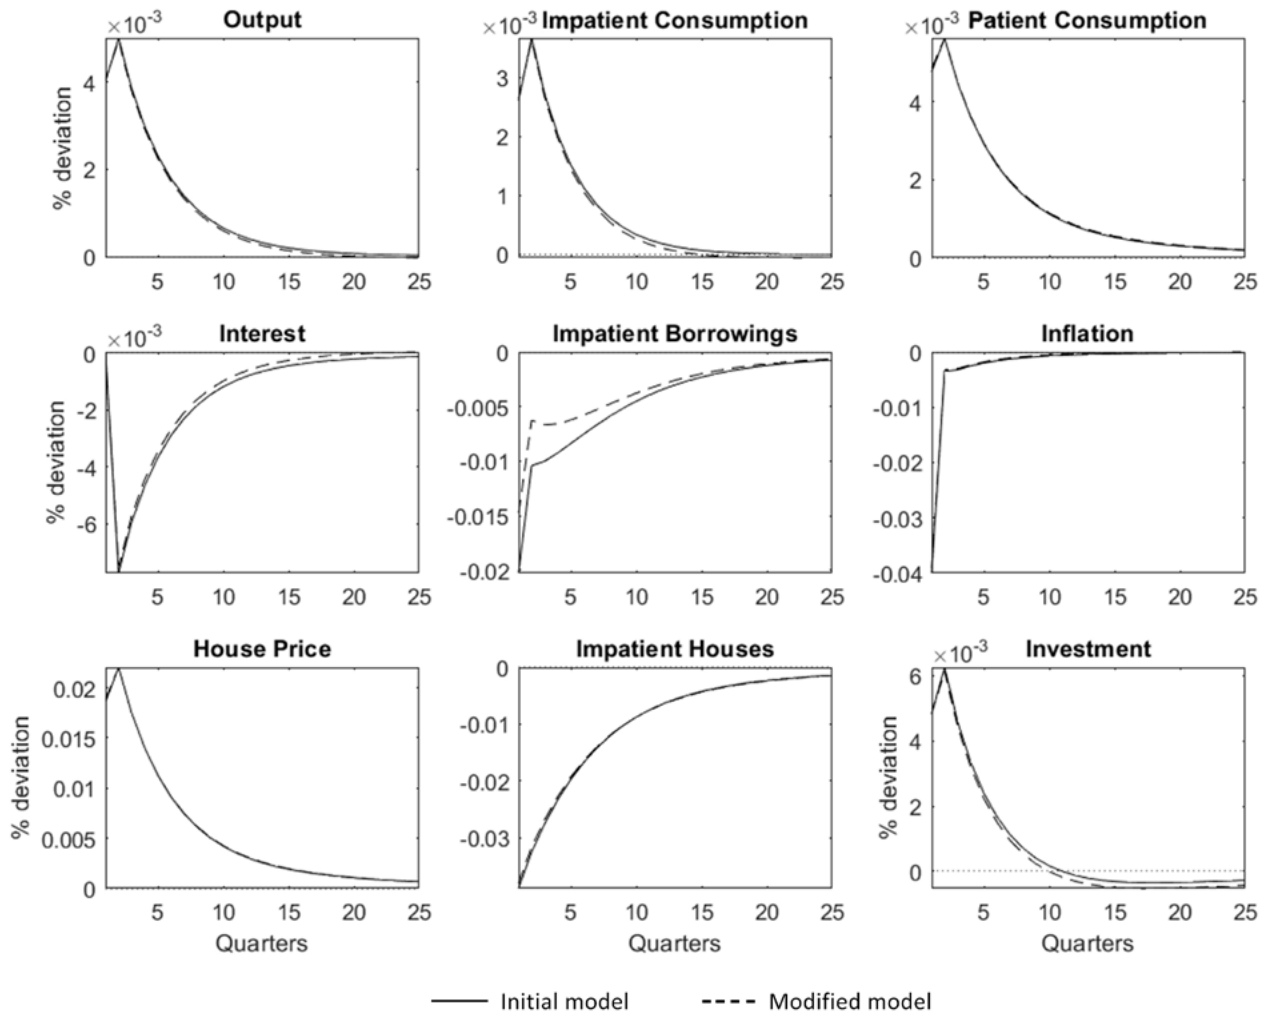 ×10⁻³ Output
% deviation
4
2
0
5 10 15 20 25
×10⁻³ Impatient Consumption
3
2
1
0
5 10 15 20 25
×10⁻³ Patient Consumption
4
2
0
5 10 15 20 25
×10⁻³ Interest
% deviation
0
-2
-4
-6
5 10 15 20 25
Impatient Borrowings
0
-0.005
-0.01
-0.015
-0.02
5 10 15 20 25
Inflation
0
-0.01
-0.02
-0.03
-0.04
5 10 15 20 25
House Price
% deviation
0.02
0.015
0.01
0.005
0
5 10 15 20 25
Quarters
Impatient Houses
0
-0.01
-0.02
-0.03
5 10 15 20 25
×10⁻³ Investment
% deviation
6
4
2
0
5 10 15 20 25
Quarters
Initial model Modified model